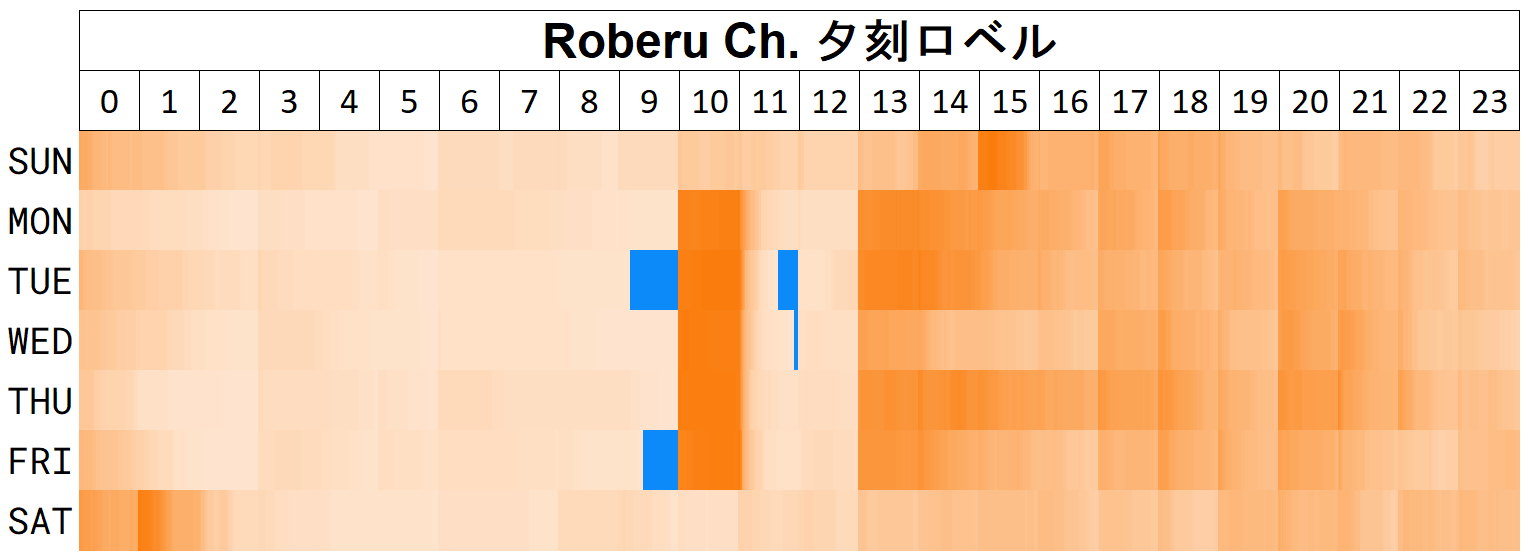 Roberu Ch. 夕刻ロベル
0 1 2 3 4 5 6 7 8 9 10 11 12 13 14 15 16 17 18 19 20 21 22 23
SUN
MON
TUE
WED
THU
FRI
SAT